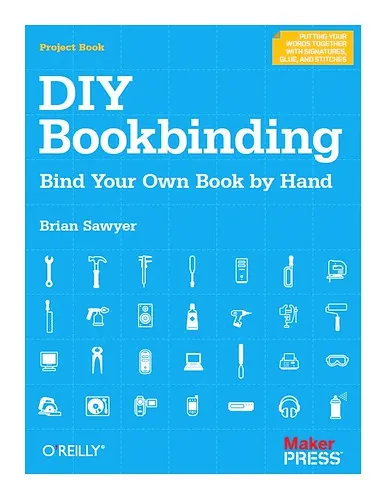 Project Book
PUTTING YOUR
WORDS TOGETHER
WITH SIGNATURES,
GLUE, AND STITCHES
DIY
Bookbinding
Bind Your Own Book by Hand
Brian Sawyer
O'REILLY®
Maker
PRESS™